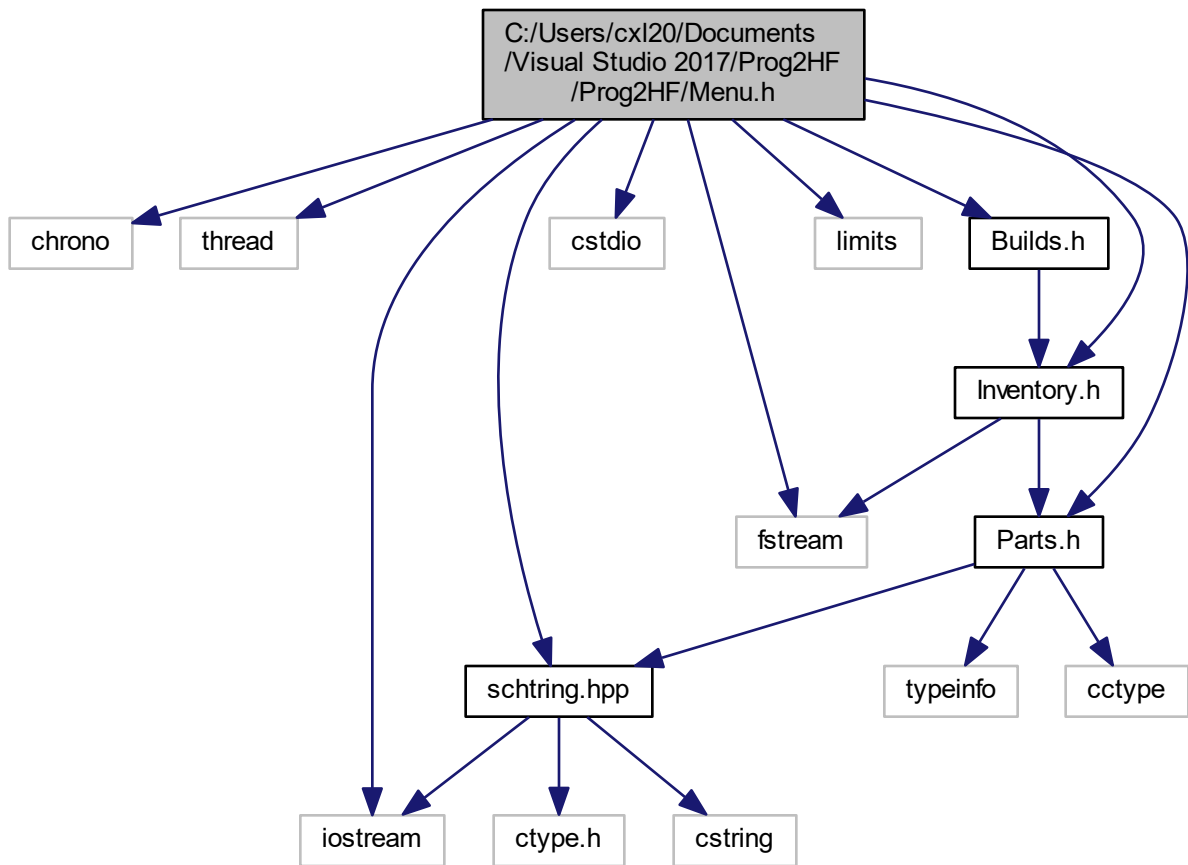 C:/Users/cxl20/Documents
/Visual Studio 2017/Prog2HF
/Prog2HF/Menu.h
chrono
thread
cstdio
limits
Builds.h
Inventory.h
fstream
Parts.h
schtring.hpp
typeinfo
cctype
iostream
ctype.h
cstring